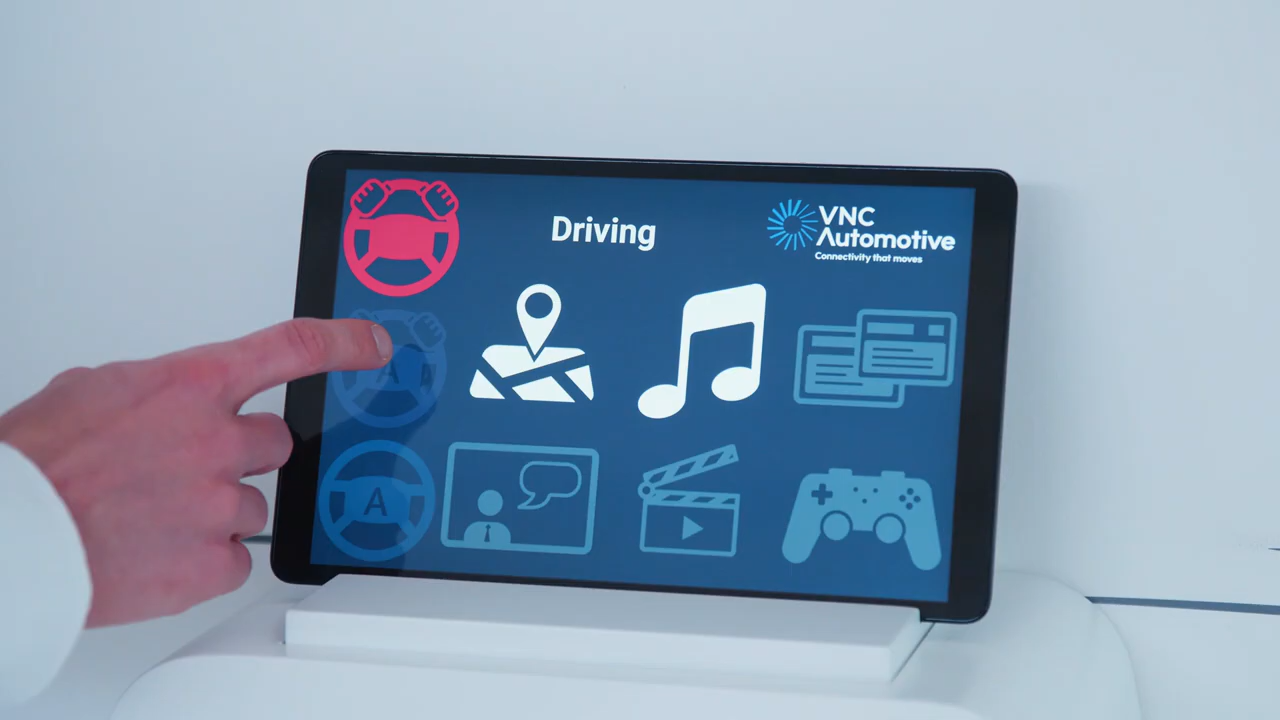 Driving
VNC
Automotive
Connectivity that moves
A
A
A